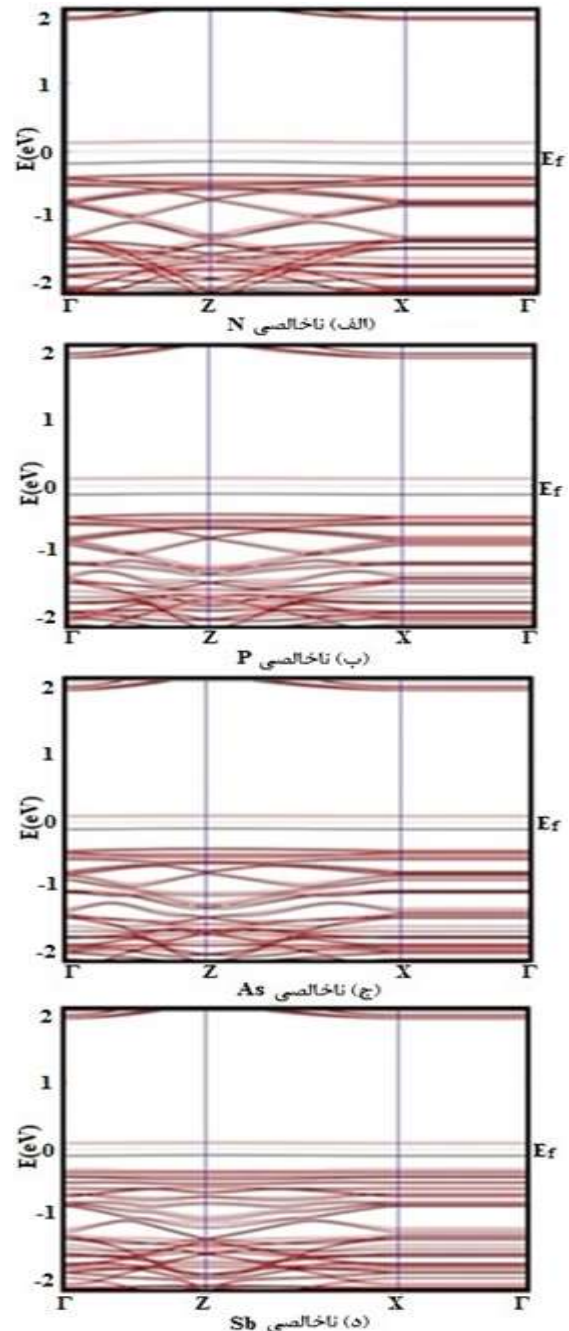 2
1
0
-1
-2
E(eV)
Ef
Γ Z X Γ
(الف) ناخالصی N
2
1
0
-1
-2
E(eV)
Ef
Γ Z X Γ
(ب) ناخالصی P
2
1
0
-1
-2
E(eV)
Ef
Γ Z X Γ
(ج) ناخالصی As
2
1
0
-1
-2
E(eV)
Ef
Γ Z X Γ
(د) ناخالصی Sb